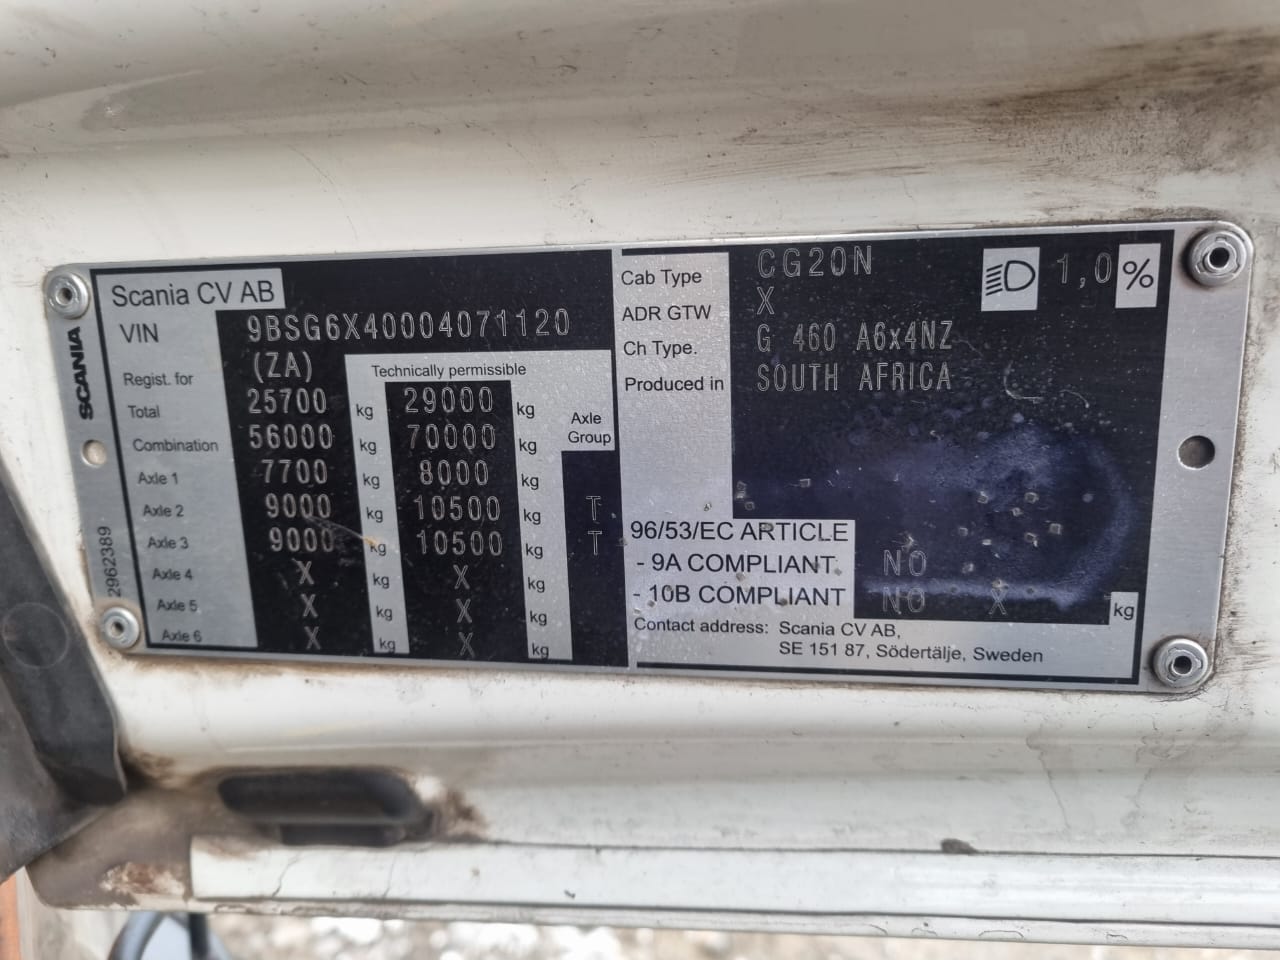 Scania CV AB
VIN 9BSG6X40004071120
Regist. for (ZA)
Technically permissible
Total 25700 kg 29000 kg
Axle Group
Combination 56000 kg 70000 kg
Axle 1 7700 kg 8000 kg
Axle 2 9000 kg 10500 kg T
Axle 3 9000 kg 10500 kg T
Axle 4 X kg X kg
Axle 5 X kg X kg
Axle 6 X kg X kg
SCANIA
2962389
Cab Type CG20N
1,0 %
ADR GTW X
Ch Type. G 460 A6x4NZ
Produced in SOUTH AFRICA
96/53/EC ARTICLE
- 9A COMPLIANT NO
- 10B COMPLIANT NO X kg
Contact address: Scania CV AB,
SE 151 87, Södertälje, Sweden